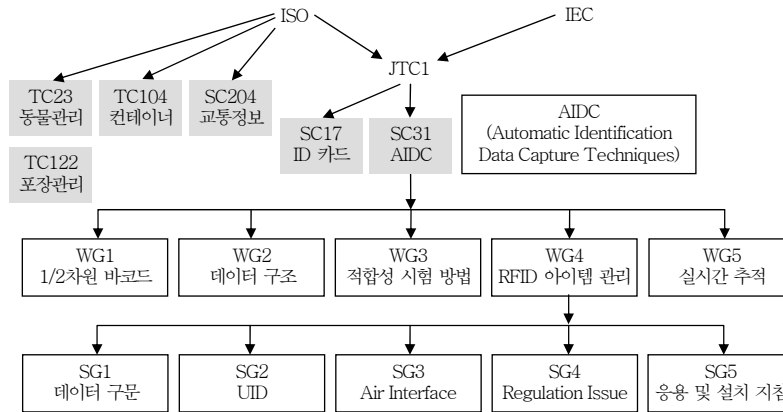 ISO
IEC
JTC1
TC23
동물관리
TC104
컨테이너
SC204
교통정보
SC17
ID 카드
SC31
AIDC
AIDC
(Automatic Identification
Data Capture Techniques)
TC122
포장관리
WG1
1/2차원 바코드
WG2
데이터 구조
WG3
적합성 시험 방법
WG4
RFID 아이템 관리
WG5
실시간 추적
SG1
데이터 구문
SG2
UID
SG3
Air Interface
SG4
Regulation Issue
SG5
응용 및 설치 지침